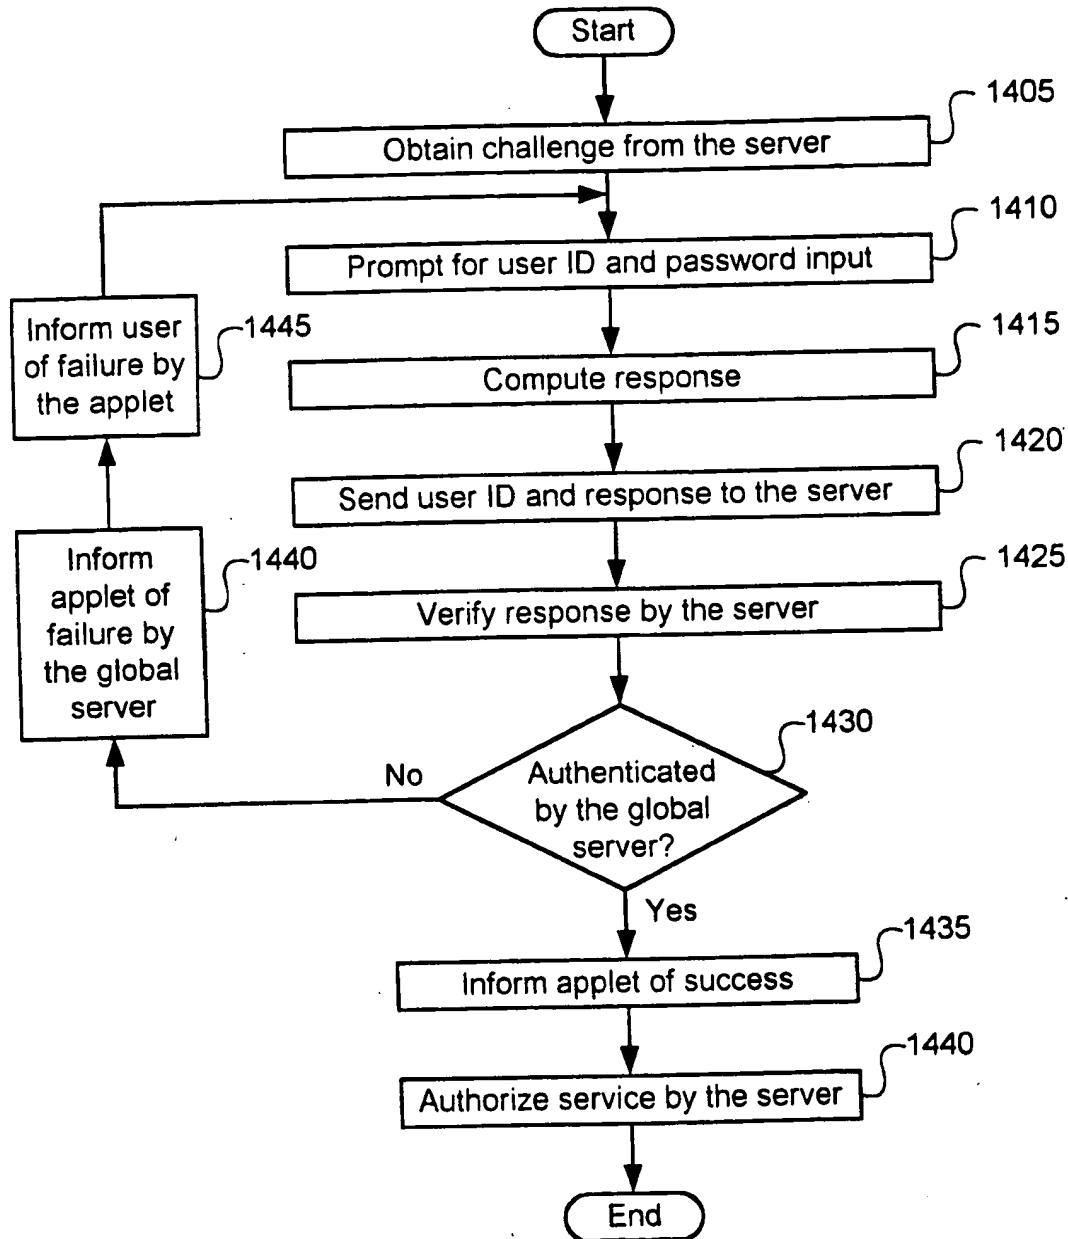 Start
1405
Obtain challenge from the server
1410
Prompt for user ID and password input
1445
Inform user
of failure by
the applet
1415
Compute response
1420
Send user ID and response to the server
1440
Inform
applet of
failure by
the global
server
1425
Verify response by the server
1430
Authenticated
by the global
server?
No
Yes
1435
Inform applet of success
1440
Authorize service by the server
End